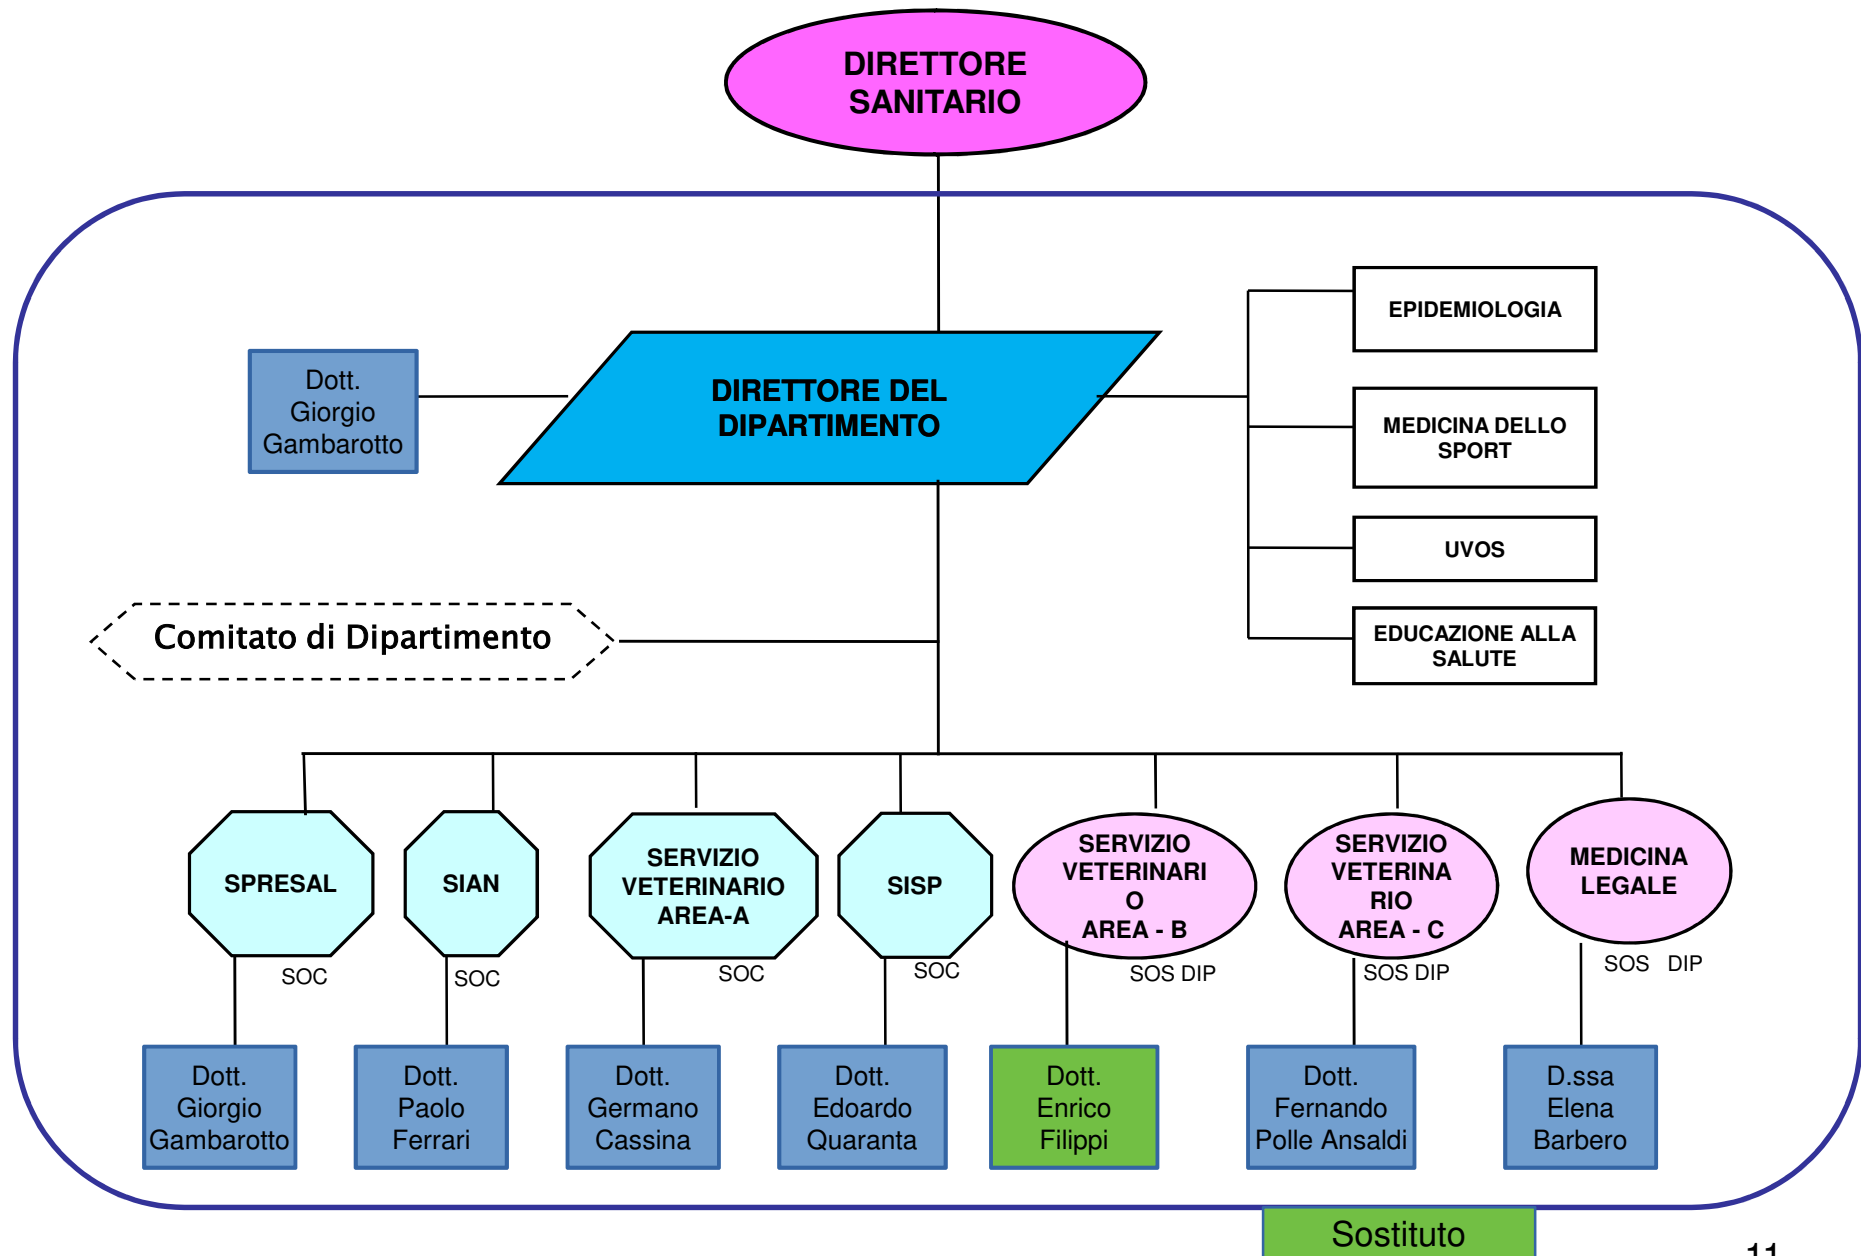 DIRETTORE
SANITARIO
EPIDEMIOLOGIA
Dott.
Giorgio
Gambarotto
DIRETTORE DEL
DIPARTIMENTO
MEDICINA DELLO
SPORT
UVOS
Comitato di Dipartimento
EDUCAZIONE ALLA
SALUTE
SPRESAL
SOC
SIAN
SOC
SERVIZIO
VETERINARIO
AREA-A
SOC
SISP
SOC
SERVIZIO
VETERINARI
O
AREA - B
SOS DIP
SERVIZIO
VETERINA
RIO
AREA - C
SOS DIP
MEDICINA
LEGALE
SOS DIP
Dott.
Giorgio
Gambarotto
Dott.
Paolo
Ferrari
Dott.
Germano
Cassina
Dott.
Edoardo
Quaranta
Dott.
Enrico
Filippi
Dott.
Fernando
Polle Ansaldi
D.ssa
Elena
Barbero
Sostituto
11